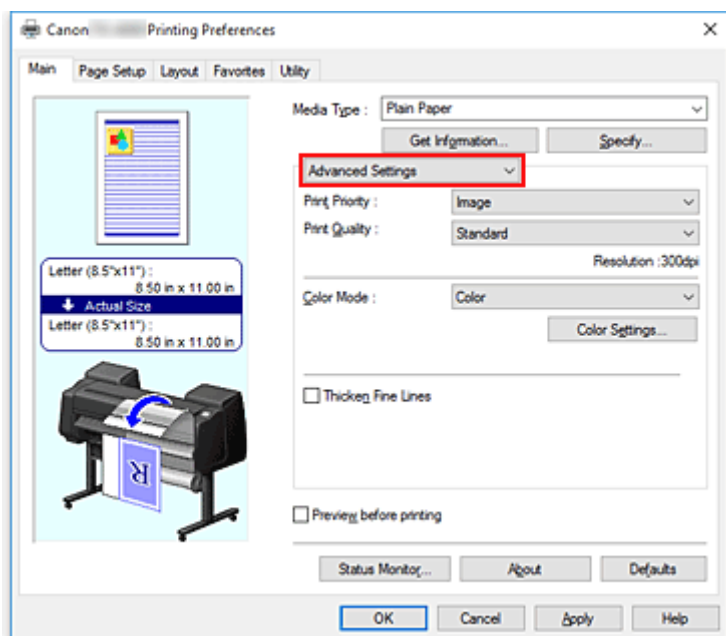 Canon Printing Preferences
Main Page Setup Layout Favorites Utility
Media Type : Plain Paper
Get Information... Specify...
Advanced Settings
Print Priority : Image
Print Quality : Standard
Resolution :300dpi
Letter (8.5"x11") :
8.50 in x 11.00 in
Actual Size
Letter (8.5"x11") :
8.50 in x 11.00 in
Color Mode : Color
Color Settings...
Thicken Fine Lines
R
Preview before printing
Status Monitor... About Defaults
OK Cancel Apply Help